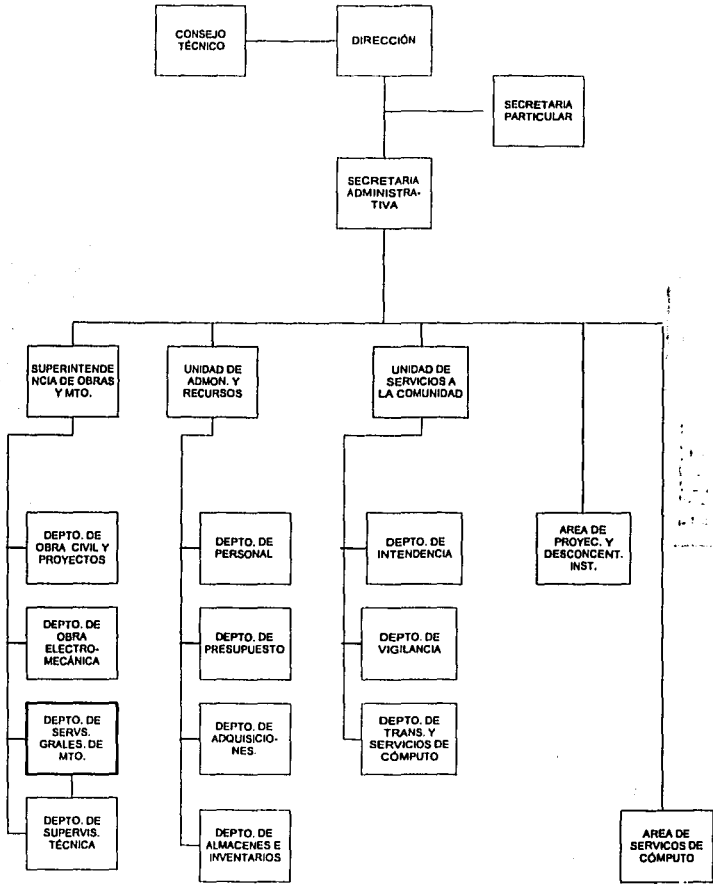 CONSEJO
TÉCNICO
DIRECCIÓN
SECRETARIA
PARTICULAR
SECRETARIA
ADMINISTRA-
TIVA
SUPERINTENDE
NCIA DE OBRAS
Y MTO.
UNIDAD DE
ADMON. Y
RECURSOS
UNIDAD DE
SERVICIOS A
LA COMUNIDAD
DEPTO. DE
OBRA CIVIL Y
PROYECTOS
DEPTO. DE
PERSONAL
DEPTO. DE
INTENDENCIA
AREA DE
PROYEC. Y
DESCONCENT.
INST.
DEPTO. DE
OBRA
ELECTRO-
MECÁNICA
DEPTO. DE
PRESUPUESTO
DEPTO. DE
VIGILANCIA
DEPTO. DE
SERVS.
GRALES. DE
MTO.
DEPTO. DE
ADQUISICIO-
NES.
DEPTO. DE
TRANS. Y
SERVICIOS DE
CÓMPUTO
DEPTO. DE
SUPERVIS.
TÉCNICA
DEPTO. DE
ALMACENES E
INVENTARIOS
AREA DE
SERVICOS DE
CÓMPUTO